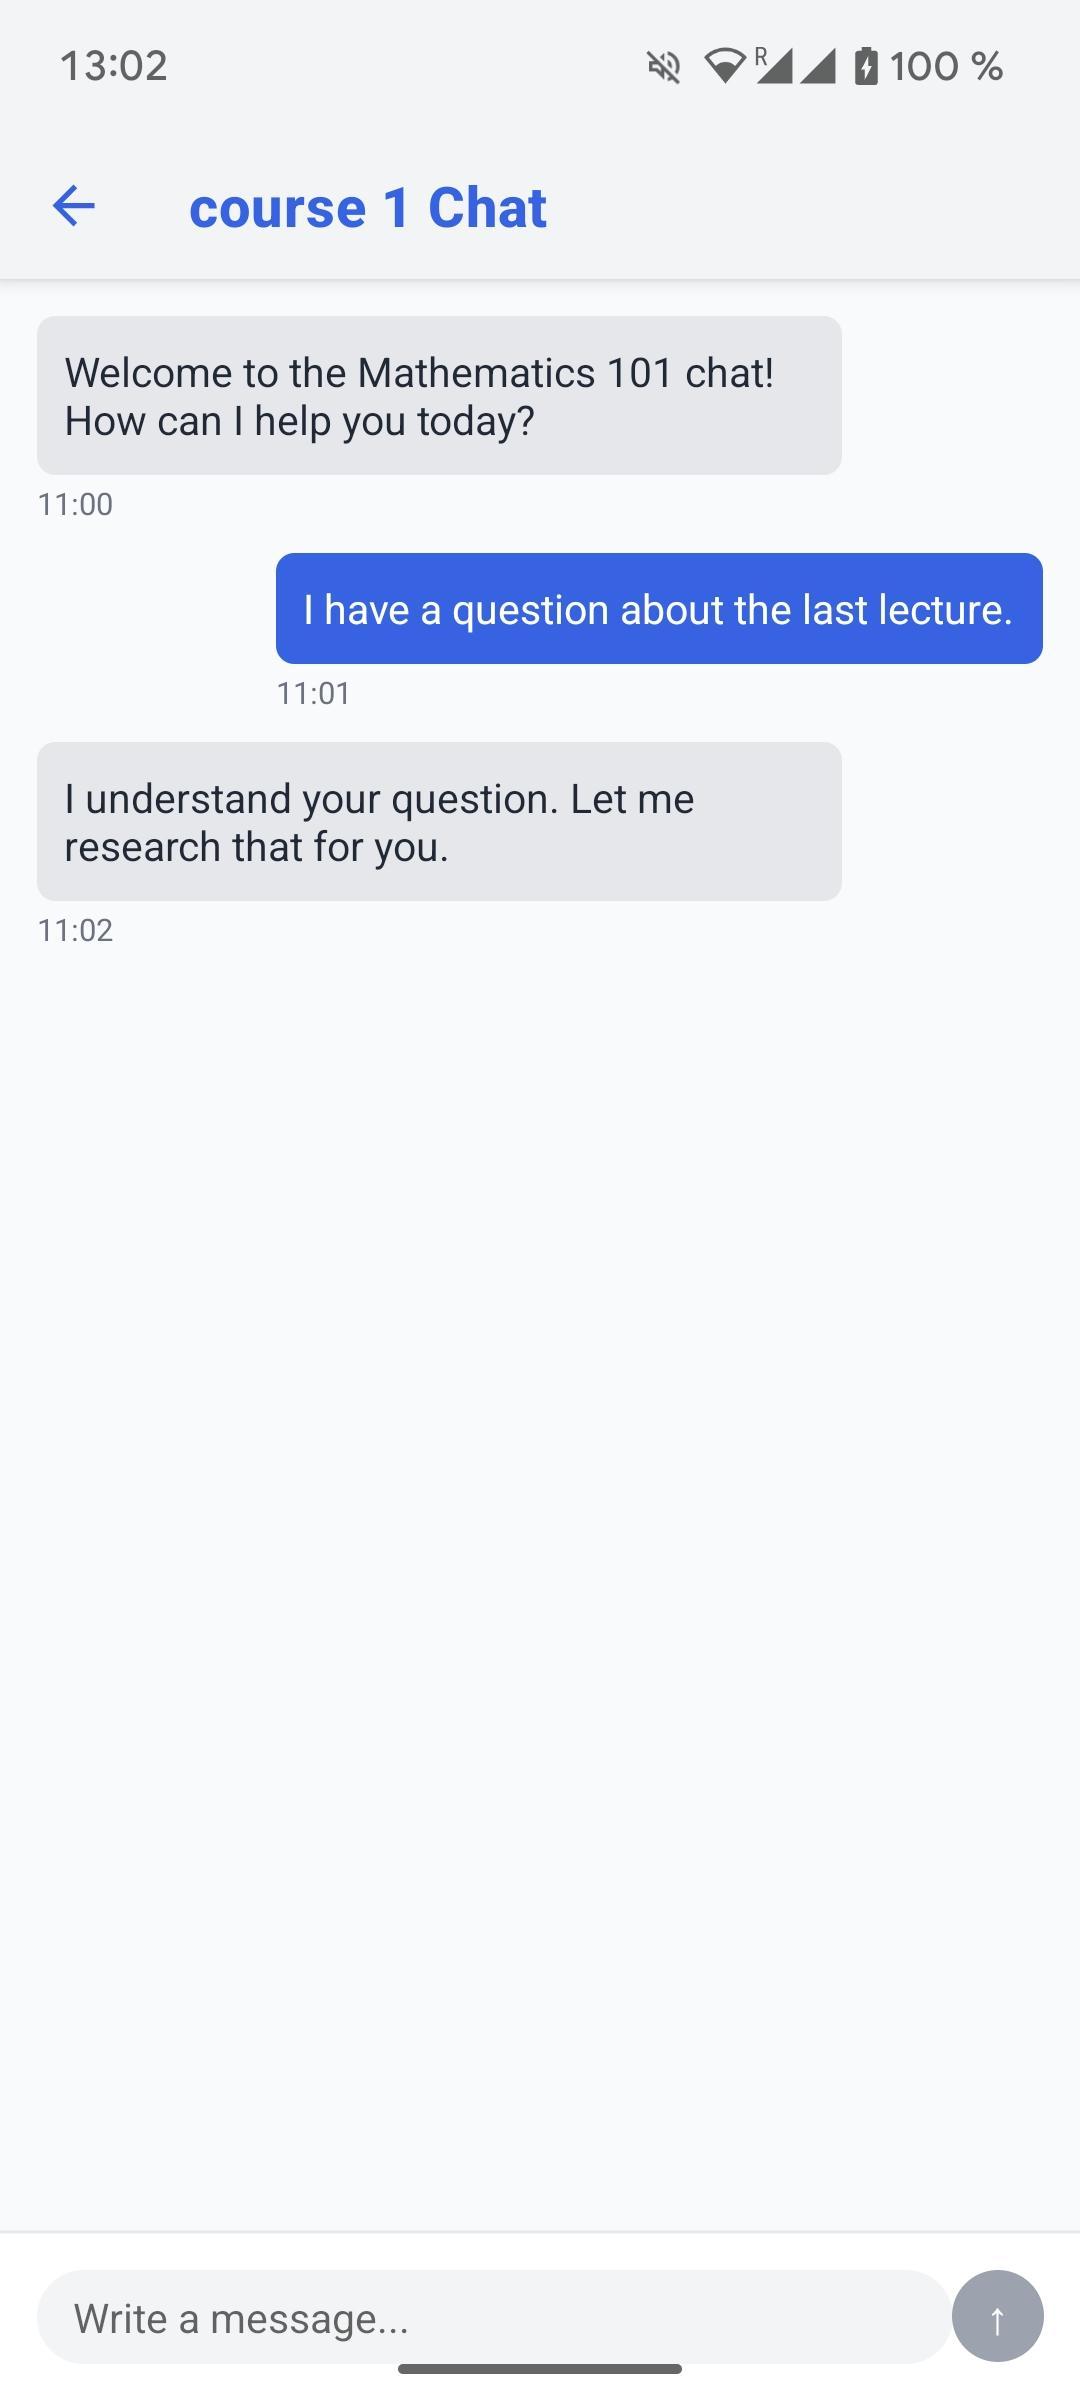 13:02
R
100 %
course 1 Chat
Welcome to the Mathematics 101 chat!
How can I help you today?
11:00
I have a question about the last lecture.
11:01
I understand your question. Let me
research that for you.
11:02
Write a message...
↑